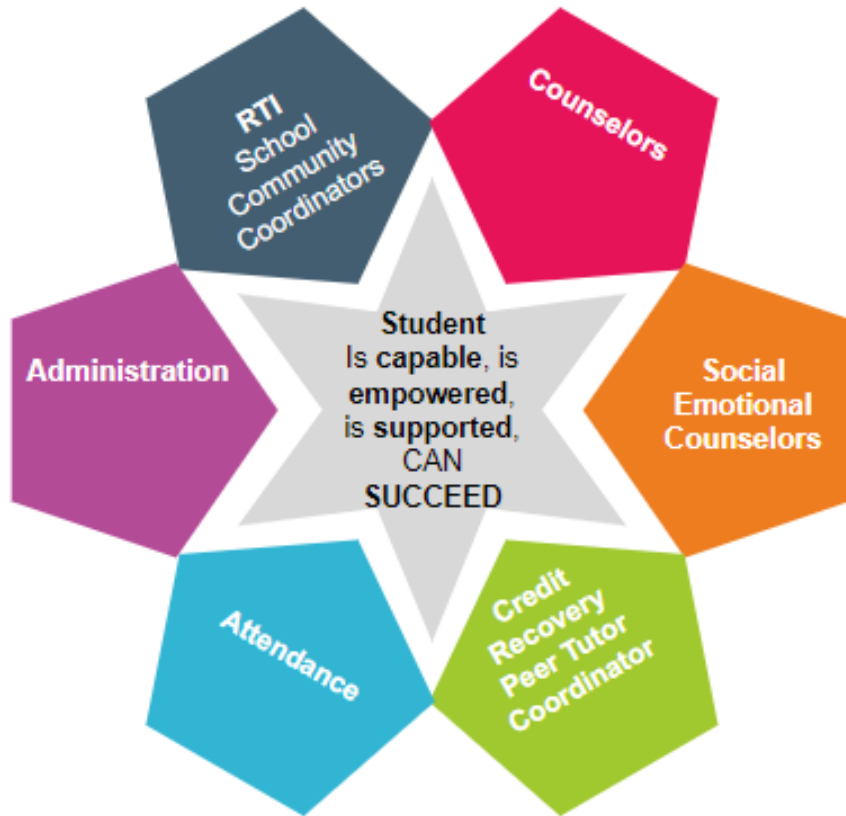 RTI
School
Community
Coordinators
Counselors
Administration
Student
Is capable, is
empowered,
is supported,
CAN
SUCCEED
Social
Emotional
Counselors
Attendance
Credit
Recovery
Peer Tutor
Coordinator